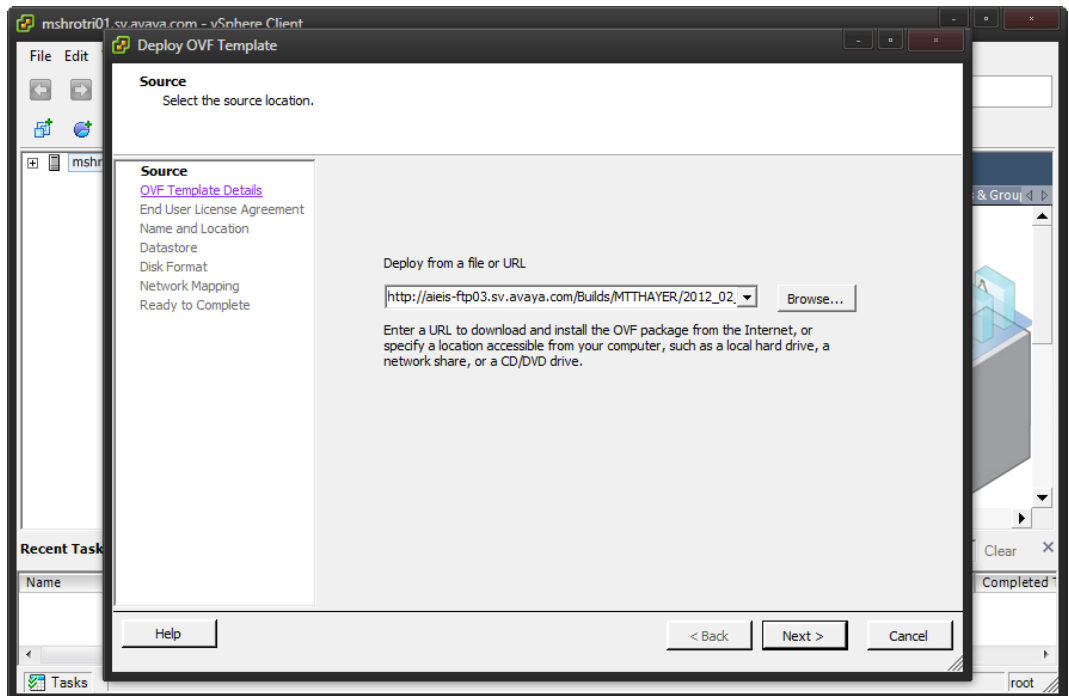 mshrotri01.sv.avaya.com - vSphere Client
Deploy OVF Template
File Edit
Source
Select the source location.
mshr
Source
OVF Template Details
End User License Agreement
Name and Location
Datastore
Disk Format
Network Mapping
Ready to Complete
& Grou
Deploy from a file or URL
http://aieis-ftp03.sv.avaya.com/Builds/MTTHAYER/2012_02_
Browse...
Enter a URL to download and install the OVF package from the Internet, or
specify a location accessible from your computer, such as a local hard drive, a
network share, or a CD/DVD drive.
Recent Task
Clear
Name
Completed T
Help
< Back
Next >
Cancel
Tasks
root